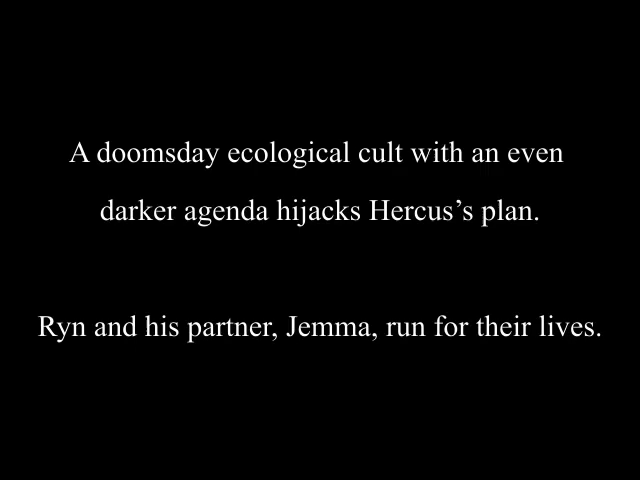 A doomsday ecological cult with an even
darker agenda hijacks Hercus’s plan.
Ryn and his partner, Jemma, run for their lives.